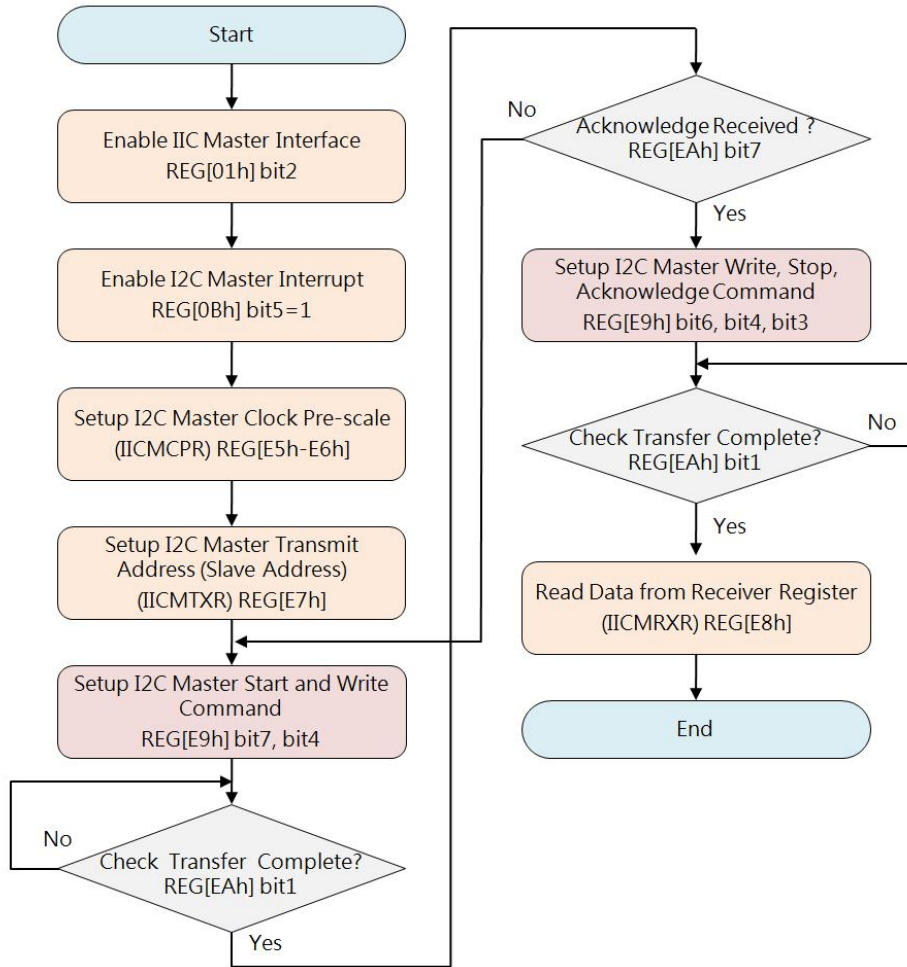 Start
Enable IIC Master Interface
REG[01h] bit2
Enable I2C Master Interrupt
REG[0Bh] bit5=1
Setup I2C Master Clock Pre-scale
(IICMCPR) REG[E5h-E6h]
Setup I2C Master Transmit
Address (Slave Address)
(IICMTXR) REG[E7h]
Setup I2C Master Start and Write
Command
REG[E9h] bit7, bit4
No
Check Transfer Complete?
REG[EAh] bit1
Yes
No
Acknowledge Received ?
REG[EAh] bit7
Yes
Setup I2C Master Write, Stop,
Acknowledge Command
REG[E9h] bit6, bit4, bit3
No
Check Transfer Complete?
REG[EAh] bit1
Yes
Read Data from Receiver Register
(IICMRXR) REG[E8h]
End